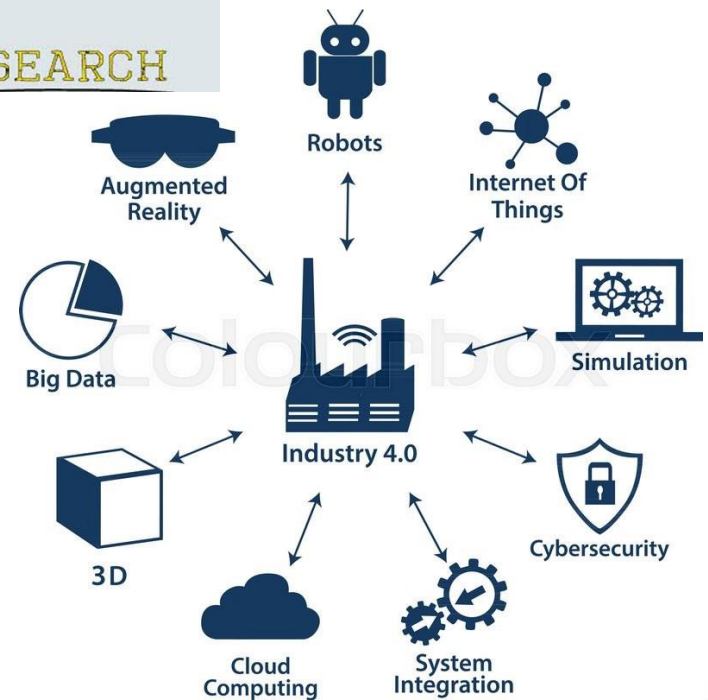 SEARCH
Robots
Augmented
Reality
Internet Of
Things
Big Data
Colourbox
Simulation
Industry 4.0
Cybersecurity
3D
Cloud
Computing
System
Integration